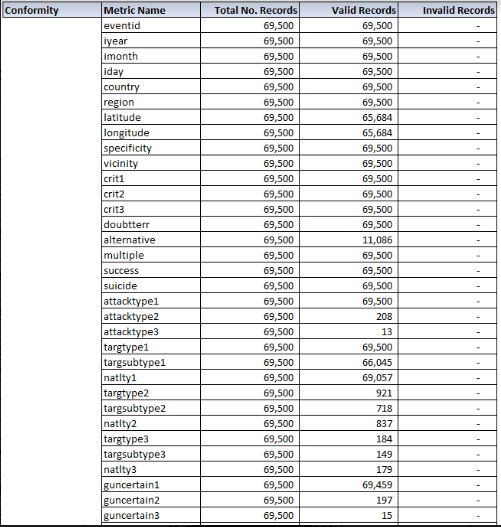 Conformity Metric Name Total No. Records Valid Records Invalid Records
eventid 69,500 69,500 -
iyear 69,500 69,500 -
imonth 69,500 69,500 -
iday 69,500 69,500 -
country 69,500 69,500 -
region 69,500 69,500 -
latitude 69,500 65,684 -
longitude 69,500 65,684 -
specificity 69,500 69,500 -
vicinity 69,500 69,500 -
crit1 69,500 69,500 -
crit2 69,500 69,500 -
crit3 69,500 69,500 -
doubtterr 69,500 69,500 -
alternative 69,500 11,086 -
multiple 69,500 69,500 -
success 69,500 69,500 -
suicide 69,500 69,500 -
attacktype1 69,500 69,500 -
attacktype2 69,500 208 -
attacktype3 69,500 13 -
targtype1 69,500 69,500 -
targsubtype1 69,500 66,045 -
natlty1 69,500 69,057 -
targtype2 69,500 921 -
targsubtype2 69,500 718 -
natlty2 69,500 837 -
targtype3 69,500 184 -
targsubtype3 69,500 149 -
natlty3 69,500 179 -
guncertain1 69,500 69,459 -
guncertain2 69,500 197 -
guncertain3 69,500 15 -